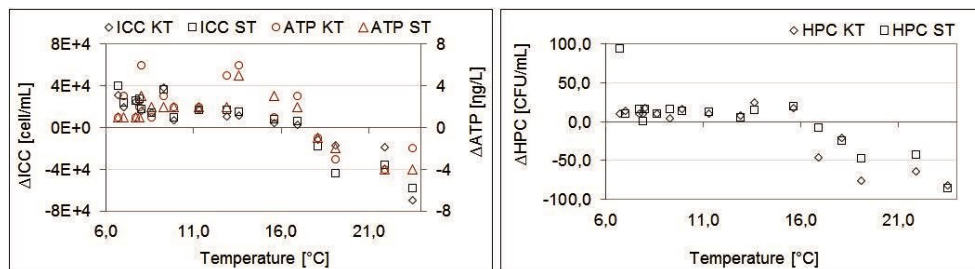 ICC KT ICC ST ATP KT ATP ST
8E+4
4E+4
0E+0
-4E+4
-8E+4
ΔICC [cell/mL]
8
4
0
-4
-8
ΔATP [ng/L]
6,0 11,0 16,0 21,0
Temperature [°C]
HPC KT HPC ST
100,0
50,0
0,0
-50,0
-100,0
ΔHPC [CFU/mL]
6,0 11,0 16,0 21,0
Temperature [°C]